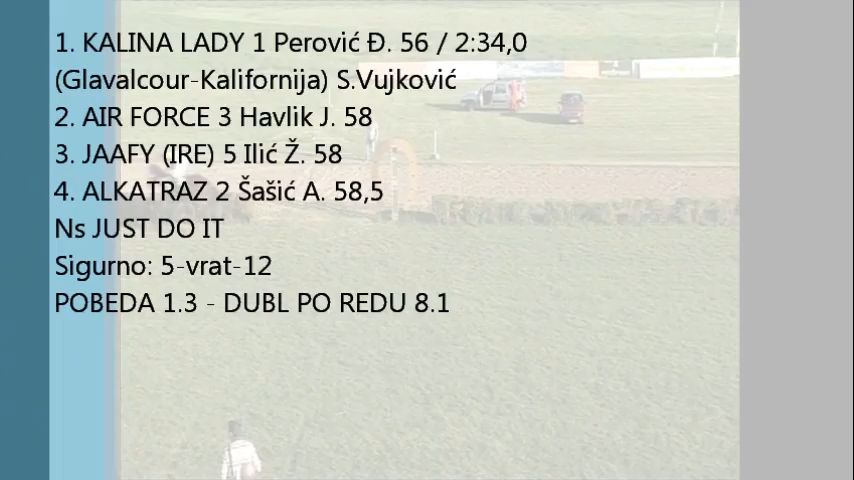 1. KALINA LADY 1 Perović Đ. 56 / 2:34,0
(Glavalcour-Kalifornija) S.Vujković
2. AIR FORCE 3 Havlik J. 58
3. JAAFY (IRE) 5 Ilić Ž. 58
4. ALKATRAZ 2 Šašić A. 58,5
Ns JUST DO IT
Sigurno: 5-vrat-12
POBEDA 1.3 - DUBL PO REDU 8.1